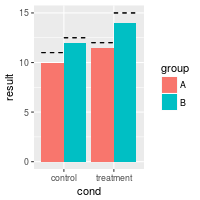 15
10
5
0
result
control
treatment
cond
group
A
B